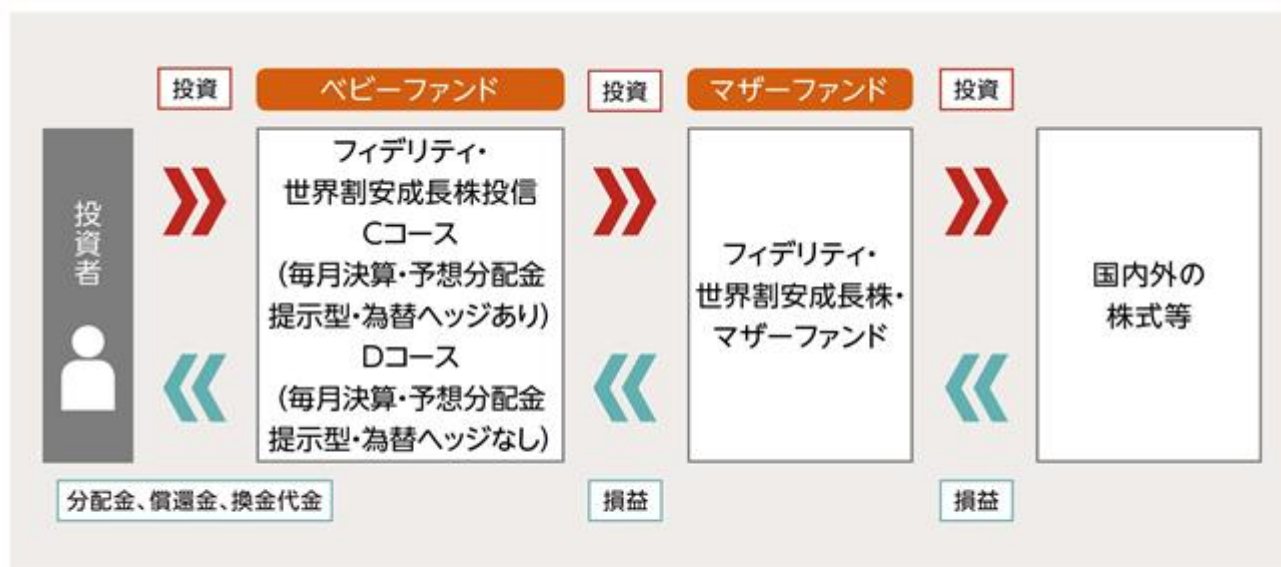 投資
ベビーファンド
投資
マザーファンド
投資
投資者
フィデリティ・
世界割安成長株投信
Cコース
(毎月決算・予想分配金
提示型・為替ヘッジあり)
Dコース
(毎月決算・予想分配金
提示型・為替ヘッジなし)
フィデリティ・
世界割安成長株・
マザーファンド
国内外の
株式等
分配金、償還金、換金代金
損益
損益